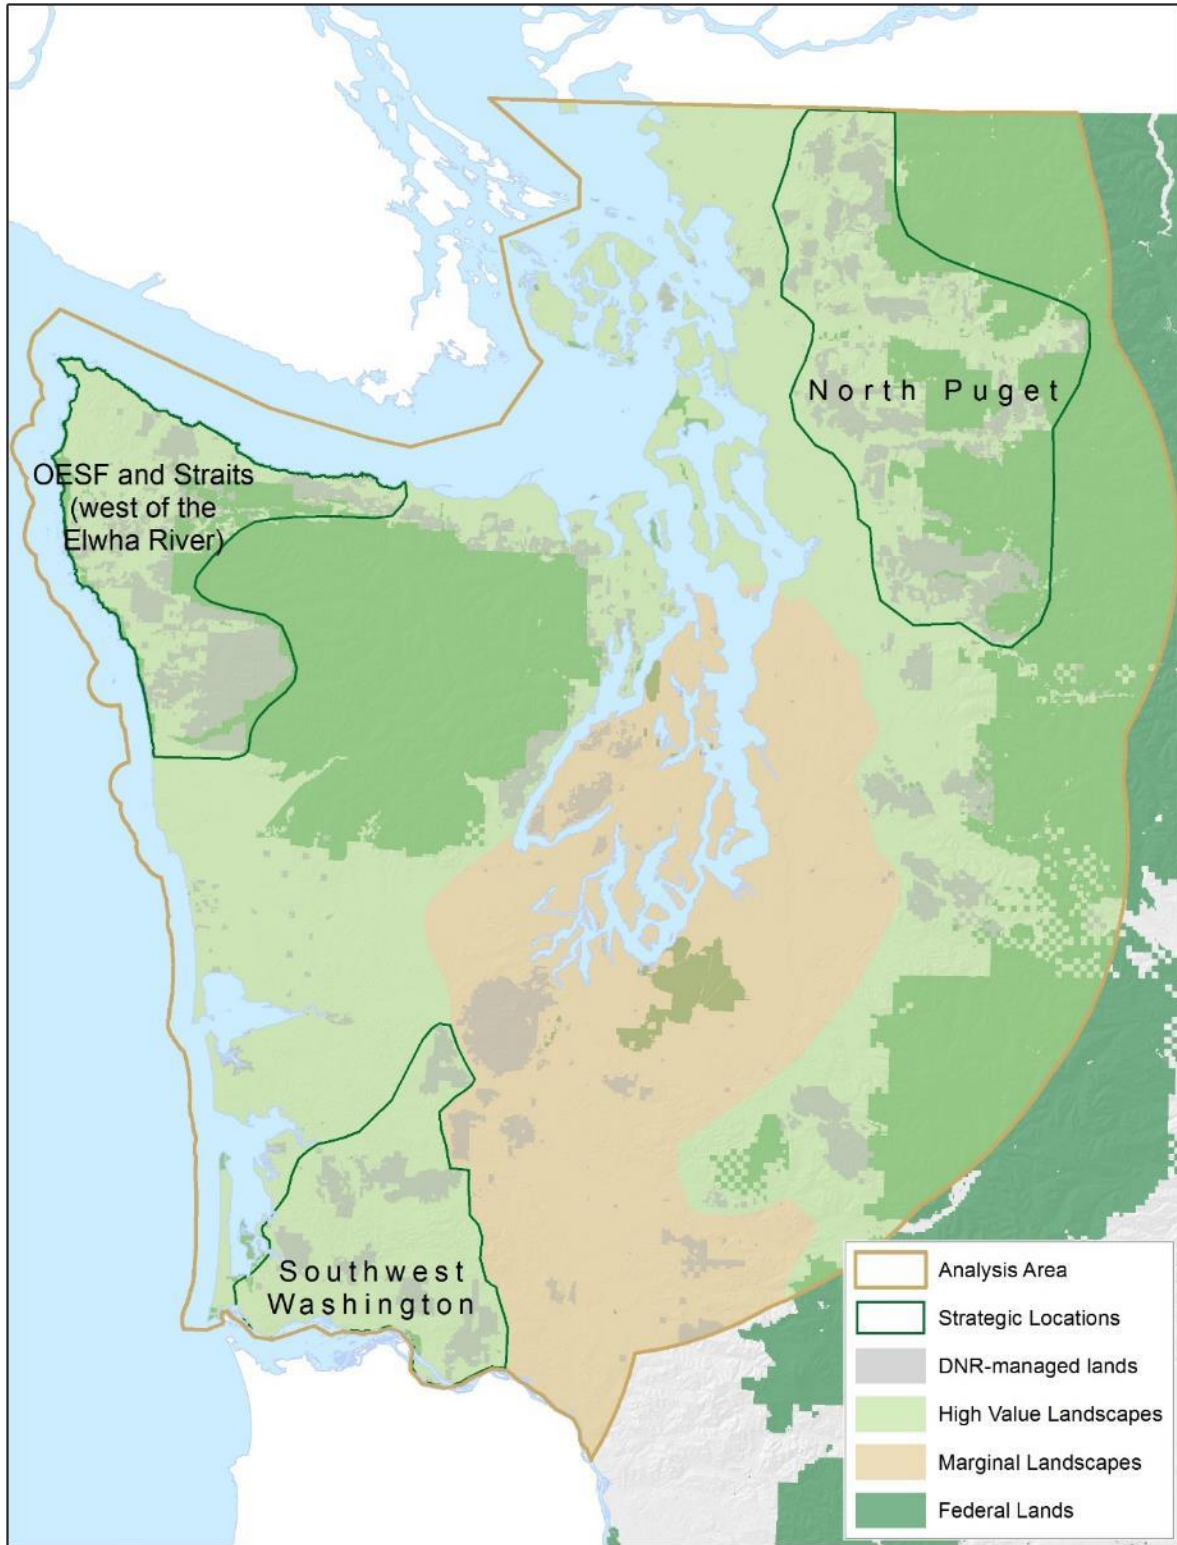 North Puget
OESF and Straits
(west of the
Elwha River)
Southwest
Washington
Analysis Area
Strategic Locations
DNR-managed lands
High Value Landscapes
Marginal Landscapes
Federal Lands